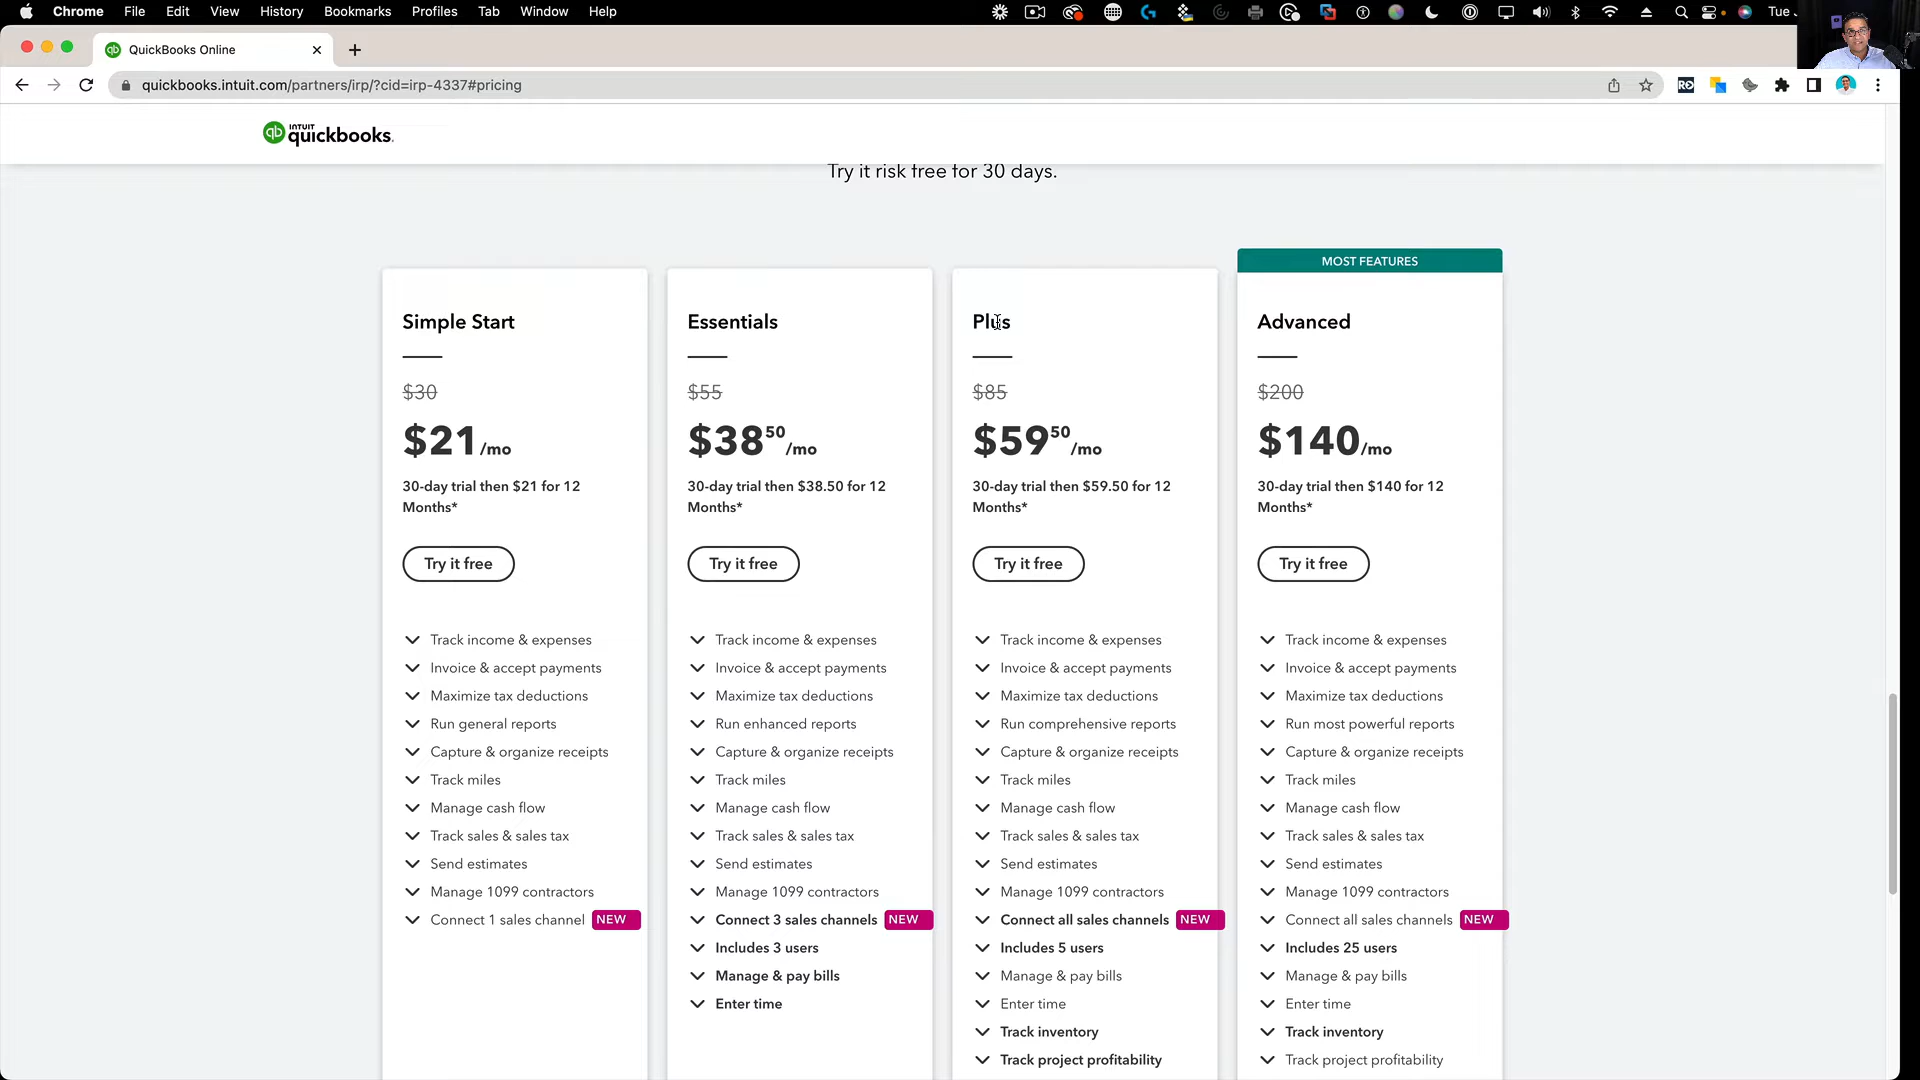 Chrome File Edit View History Bookmarks Profiles Tab Window Help Tue
QuickBooks Online
quickbooks.intuit.com/partners/irp/?cid=irp-4337#pricing
INTUIT
quickbooks.
Try it risk free for 30 days.
MOST FEATURES
Simple Start
$30
$21/mo
30-day trial then $21 for 12
Months*
Try it free
Track income & expenses
Invoice & accept payments
Maximize tax deductions
Run general reports
Capture & organize receipts
Track miles
Manage cash flow
Track sales & sales tax
Send estimates
Manage 1099 contractors
Connect 1 sales channel NEW
Essentials
$55
$38 50/mo
30-day trial then $38.50 for 12
Months*
Try it free
Track income & expenses
Invoice & accept payments
Maximize tax deductions
Run enhanced reports
Capture & organize receipts
Track miles
Manage cash flow
Track sales & sales tax
Send estimates
Manage 1099 contractors
Connect 3 sales channels NEW
Includes 3 users
Manage & pay bills
Enter time
Plus
$85
$59 50/mo
30-day trial then $59.50 for 12
Months*
Try it free
Track income & expenses
Invoice & accept payments
Maximize tax deductions
Run comprehensive reports
Capture & organize receipts
Track miles
Manage cash flow
Track sales & sales tax
Send estimates
Manage 1099 contractors
Connect all sales channels NEW
Includes 5 users
Manage & pay bills
Enter time
Track inventory
Track project profitability
Advanced
$200
$140/mo
30-day trial then $140 for 12
Months*
Try it free
Track income & expenses
Invoice & accept payments
Maximize tax deductions
Run most powerful reports
Capture & organize receipts
Track miles
Manage cash flow
Track sales & sales tax
Send estimates
Manage 1099 contractors
Connect all sales channels NEW
Includes 25 users
Manage & pay bills
Enter time
Track inventory
Track project profitability